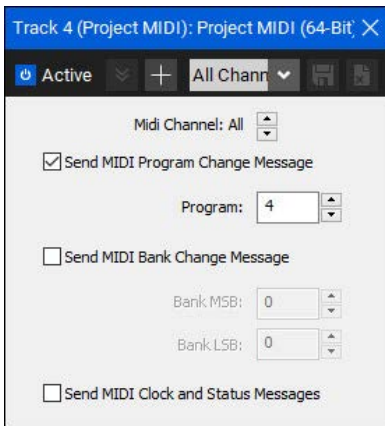 Track 4 (Project MIDI): Project MIDI (64-Bit)
Active All Chann
Midi Channel: All
Send MIDI Program Change Message
Program: 4
Send MIDI Bank Change Message
Bank MSB: 0
Bank LSB: 0
Send MIDI Clock and Status Messages